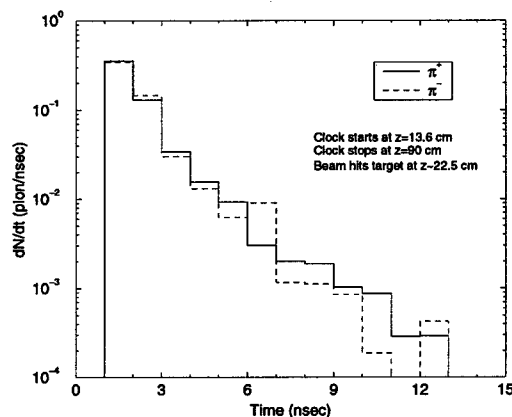 10⁰
10⁻¹
10⁻²
10⁻³
10⁻⁴
dN/dt (pion/nsec)
π⁺
π⁻
Clock starts at z=13.6 cm
Clock stops at z=90 cm
Beam hits target at z~22.5 cm
0 3 6 9 12 15
Time (nsec)